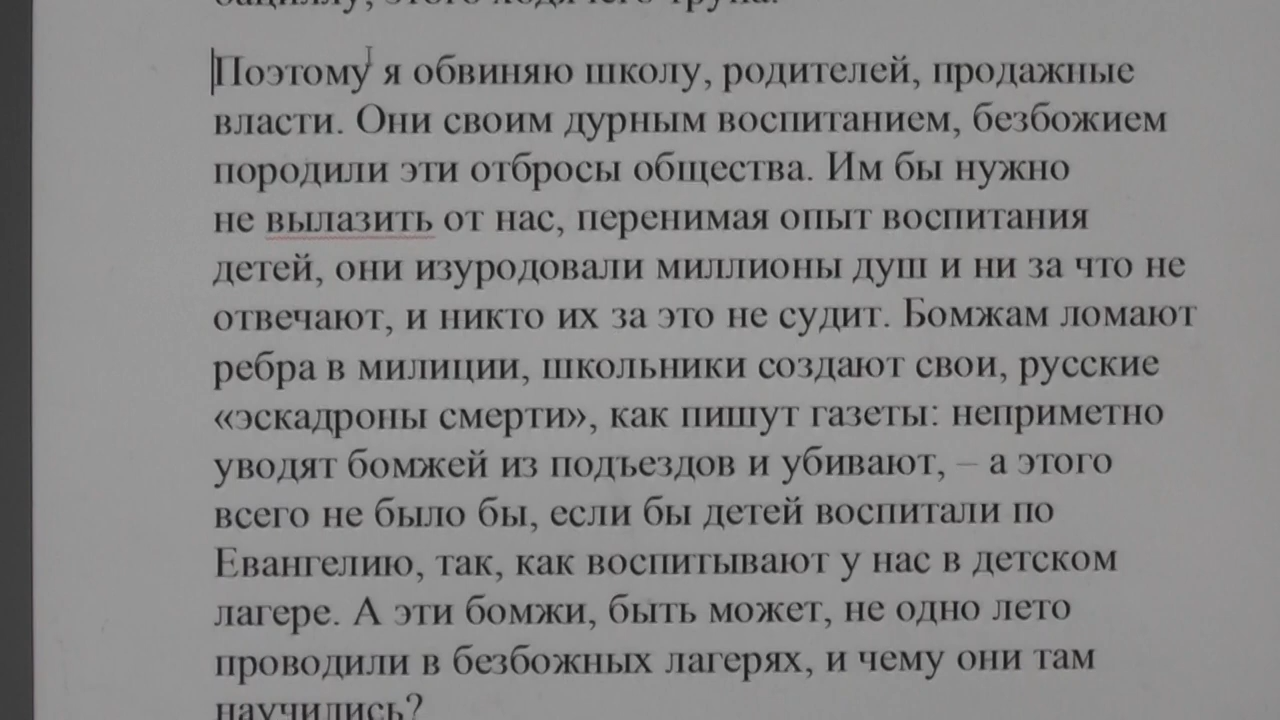 бациллу, этого ходячего трупа.
Поэтому я обвиняю школу, родителей, продажные
власти. Они своим дурным воспитанием, безбожием
породили эти отбросы общества. Им бы нужно
не вылазить от нас, перенимая опыт воспитания
детей, они изуродовали миллионы душ и ни за что не
отвечают, и никто их за это не судит. Бомжам ломают
ребра в милиции, школьники создают свои, русские
«эскадроны смерти», как пишут газеты: неприметно
уводят бомжей из подъездов и убивают, – а этого
всего не было бы, если бы детей воспитали по
Евангелию, так, как воспитывают у нас в детском
лагере. А эти бомжи, быть может, не одно лето
проводили в безбожных лагерях, и чему они там
научились?